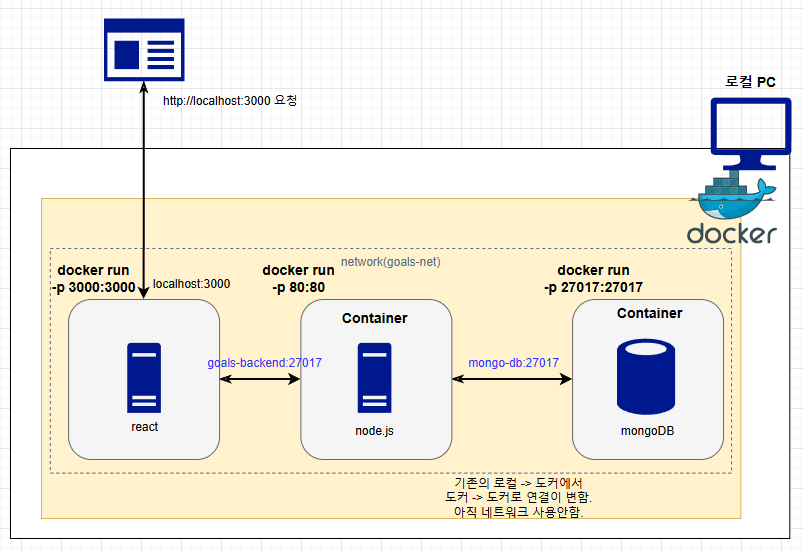 로컬 PC
http://localhost:3000 요청
docker
network(goals-net)
docker run
-p 3000:3000
localhost:3000
docker run
-p 80:80
docker run
-p 27017:27017
Container
Container
goals-backend:27017
mongo-db:27017
react
node.js
mongoDB
기존의 로컬 -> 도커에서
도커 -> 도커로 연결이 변함.
아직 네트워크 사용안함.